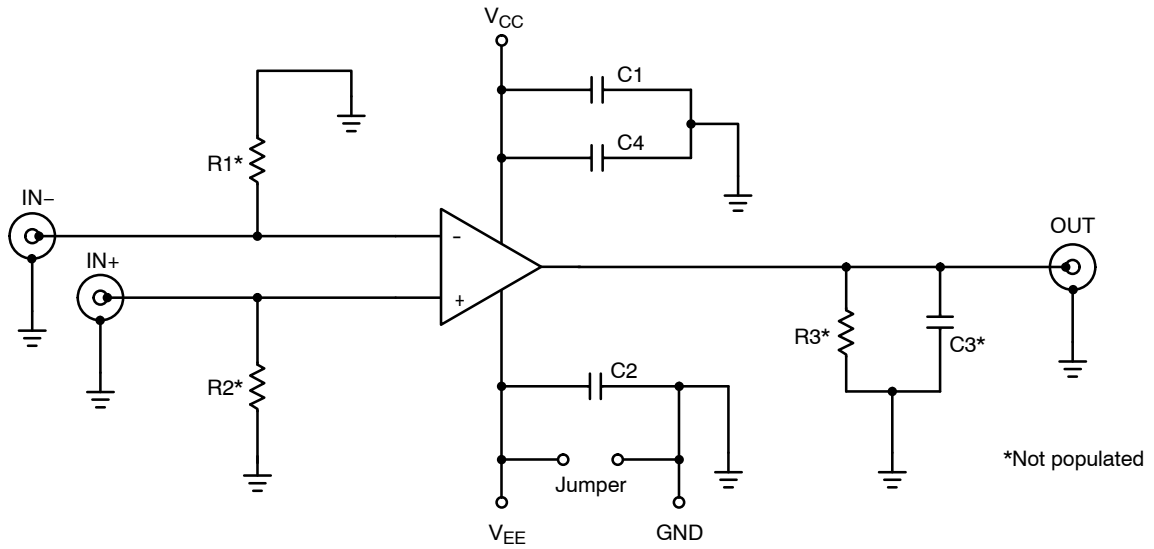 V<sub>CC</sub>
C1
C4
R1*
IN−
IN+
−
+
OUT
R2*
R3*
C3*
C2
Jumper
*Not populated
V<sub>EE</sub>
GND